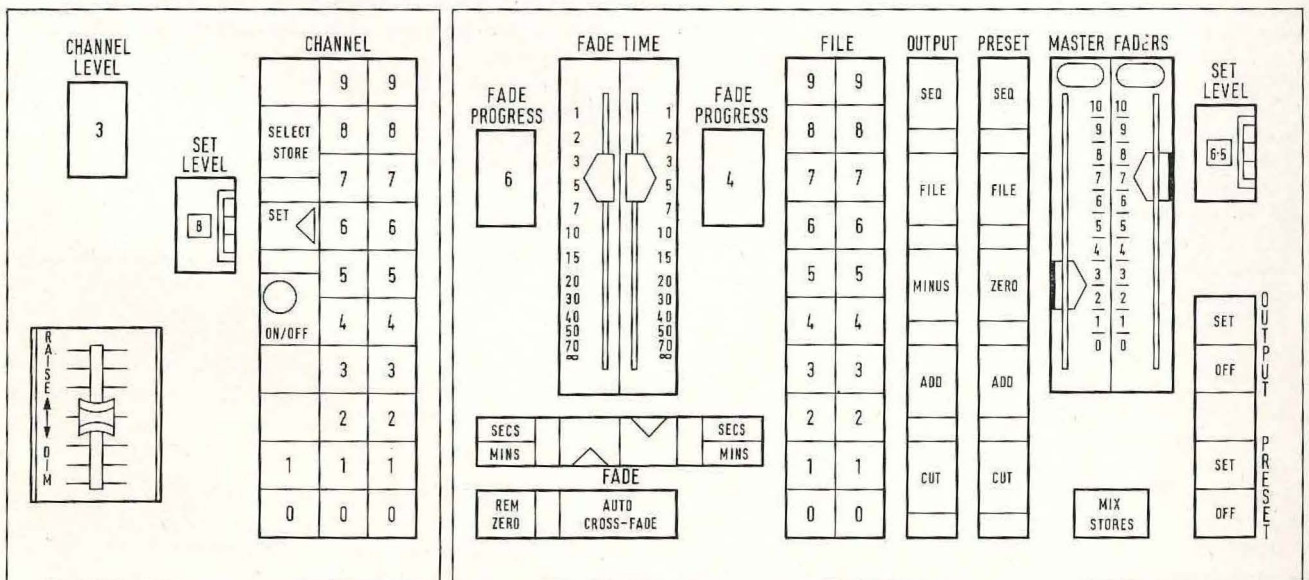 CHANNEL
LEVEL
3
SET
LEVEL
8
RAISE
DIM
CHANNEL
9 9
SELECT
STORE
8 8
7 7
SET
6 6
5 5
ON/OFF
4 4
3 3
2 2
1 1 1
0 0 0
FADE
PROGRESS
6
FADE TIME
1 1
2 2
3 3
5 5
7 7
10 10
15 15
20 20
30 30
40 40
50 50
70 70
∞ ∞
FADE
PROGRESS
4
SECS SECS
MINS MINS
FADE
REM
ZERO
AUTO
CROSS-FADE
FILE
9 9
8 8
7 7
6 6
5 5
4 4
3 3
2 2
1 1
0 0
OUTPUT
SEQ
FILE
MINUS
ADD
CUT
PRESET
SEQ
FILE
ZERO
ADD
CUT
MASTER FADERS
10 10
9 9
8 8
7 7
6 6
5 5
4 4
3 3
2 2
1 1
0 0
MIX
STORES
SET
LEVEL
6·5
OUTPUT
SET
OFF
PRESET
SET
OFF